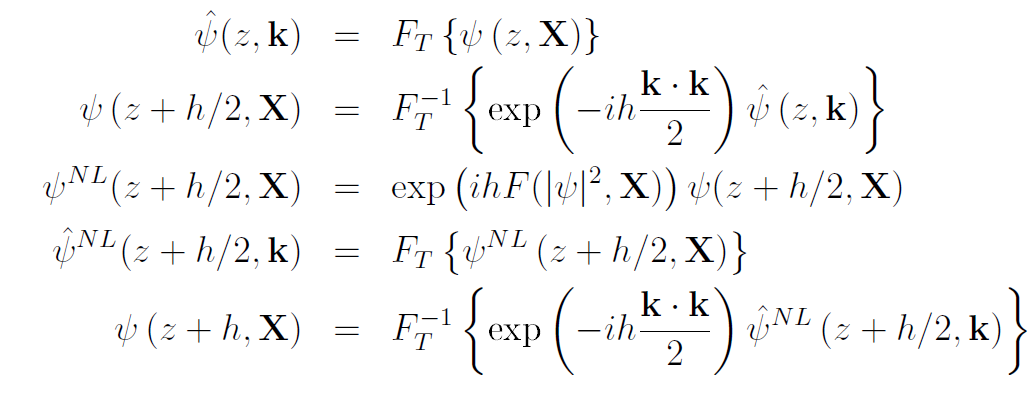 ψ̂(z, k) = F_T {ψ (z, X)}
ψ (z + h/2, X) = F_T^{-1} { exp ( −ih (k · k)/2 ) ψ̂ (z, k) }
ψ^{NL}(z + h/2, X) = exp (ihF(|ψ|^2, X)) ψ(z + h/2, X)
ψ̂^{NL}(z + h/2, k) = F_T {ψ^{NL} (z + h/2, X)}
ψ (z + h, X) = F_T^{-1} { exp ( −ih (k · k)/2 ) ψ̂^{NL} (z + h/2, k) }